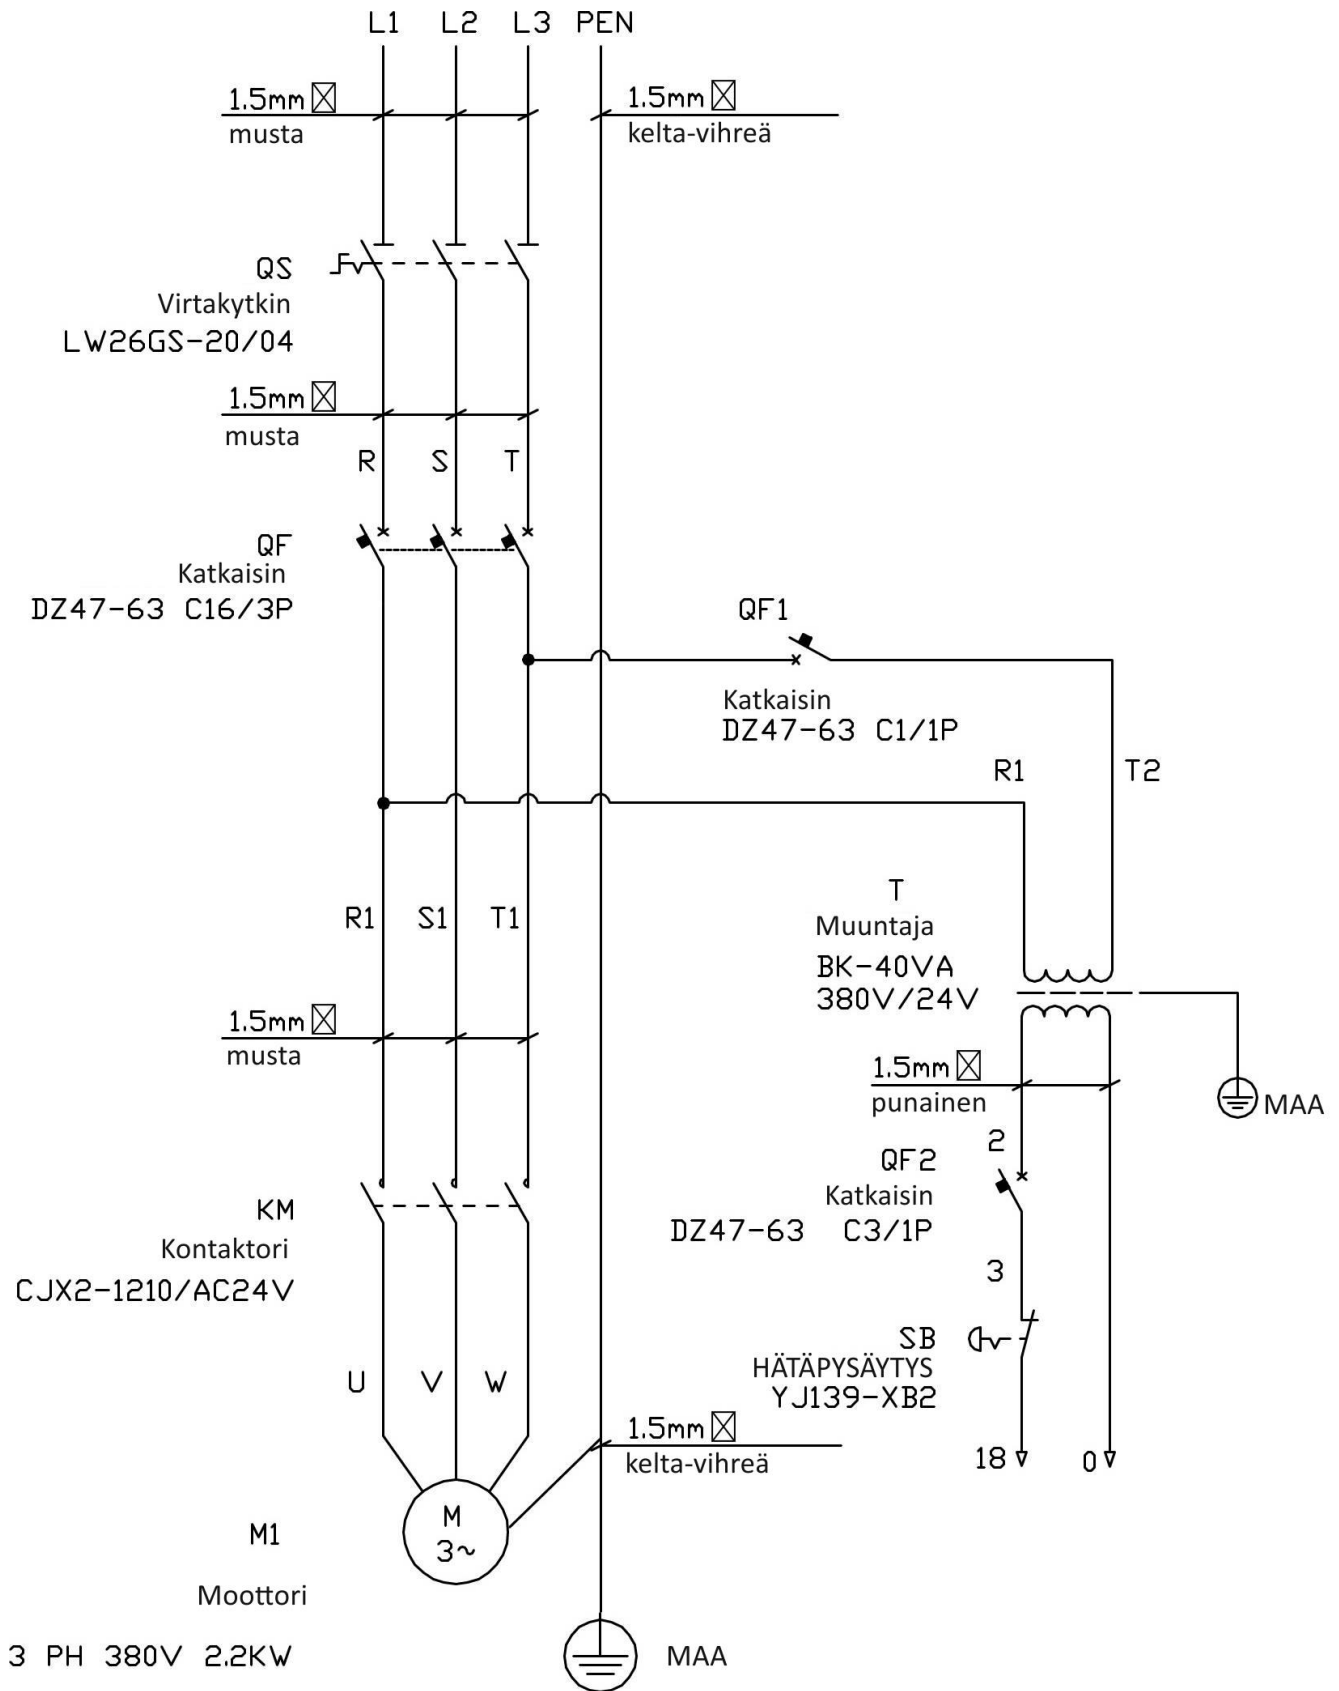 L1 L2 L3 PEN
1.5mm
musta
1.5mm
kelta-vihreä
QS
Virtakytkin
LW26GS-20/04
1.5mm
musta
R S T
QF
Katkaisin
DZ47-63 C16/3P
QF1
Katkaisin
DZ47-63 C1/1P
R1 T2
T
Muuntaja
BK-40VA
380V/24V
R1 S1 T1
1.5mm
musta
1.5mm
punainen
MAA
2
QF2
Katkaisin
DZ47-63 C3/1P
3
KM
Kontaktori
CJX2-1210/AC24V
SB
HÄTÄPYSÄYTYS
YJ139-XB2
U V W
1.5mm
kelta-vihreä
18 0
M
3~
M1
Moottori
3 PH 380V 2.2KW
MAA